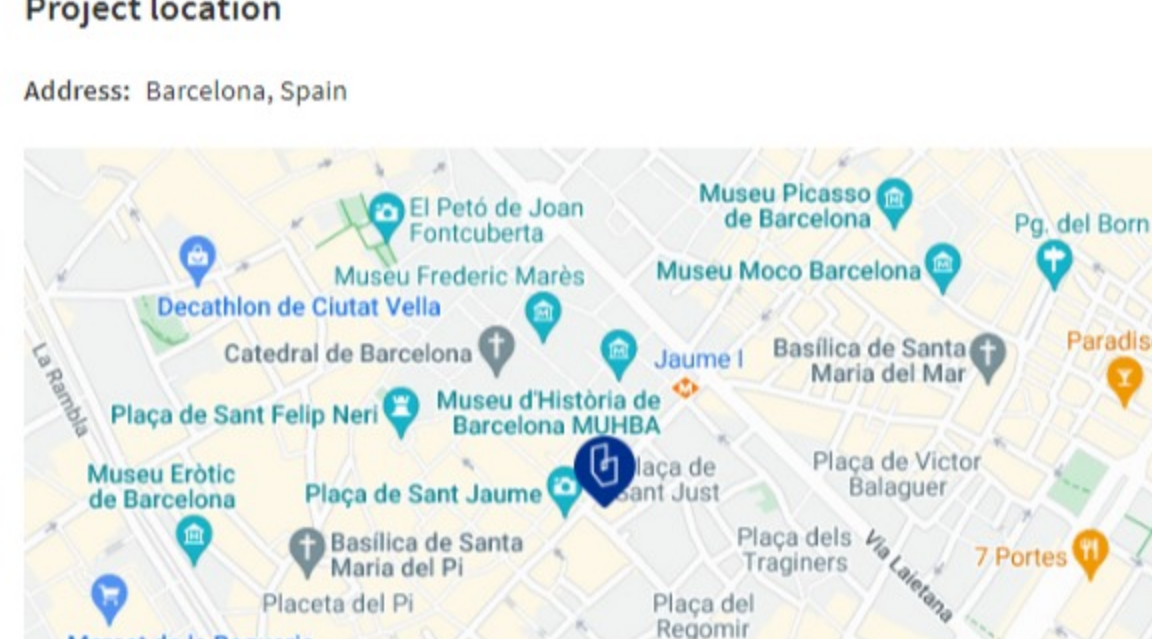 Project location
Address: Barcelona, Spain
El Petó de Joan
Fontcuberta
Museu Picasso
de Barcelona
Pg. del Born
Museu Frederic Marès
Museu Moco Barcelona
Decathlon de Ciutat Vella
La Rambla
Catedral de Barcelona
Jaume I
M
Basílica de Santa
Maria del Mar
Paradis
Plaça de Sant Felip Neri
Museu d'Història de
Barcelona MUHBA
Museu Eròtic
de Barcelona
Plaça de Sant Jaume
laça de
Sant Just
Plaça de Victor
Balaguer
Basílica de Santa
Maria del Pi
Plaça dels
Traginers
Via Laietana
7 Portes
Placeta del Pi
Plaça del
Regomir